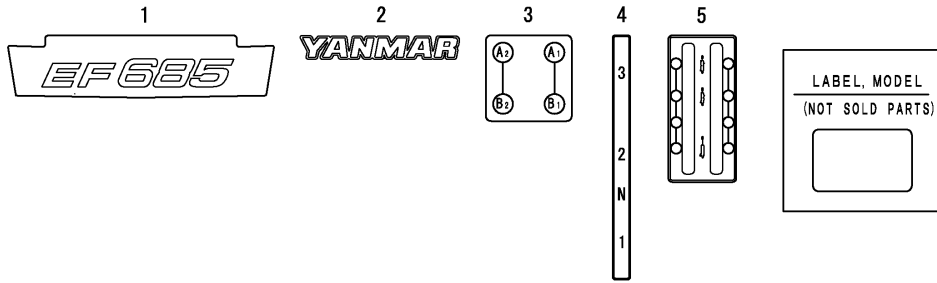 1
2
3
4
5
EF685
YANMAR
A2 A1
B2 B1
3
2
N
1
LABEL, MODEL
(NOT SOLD PARTS)